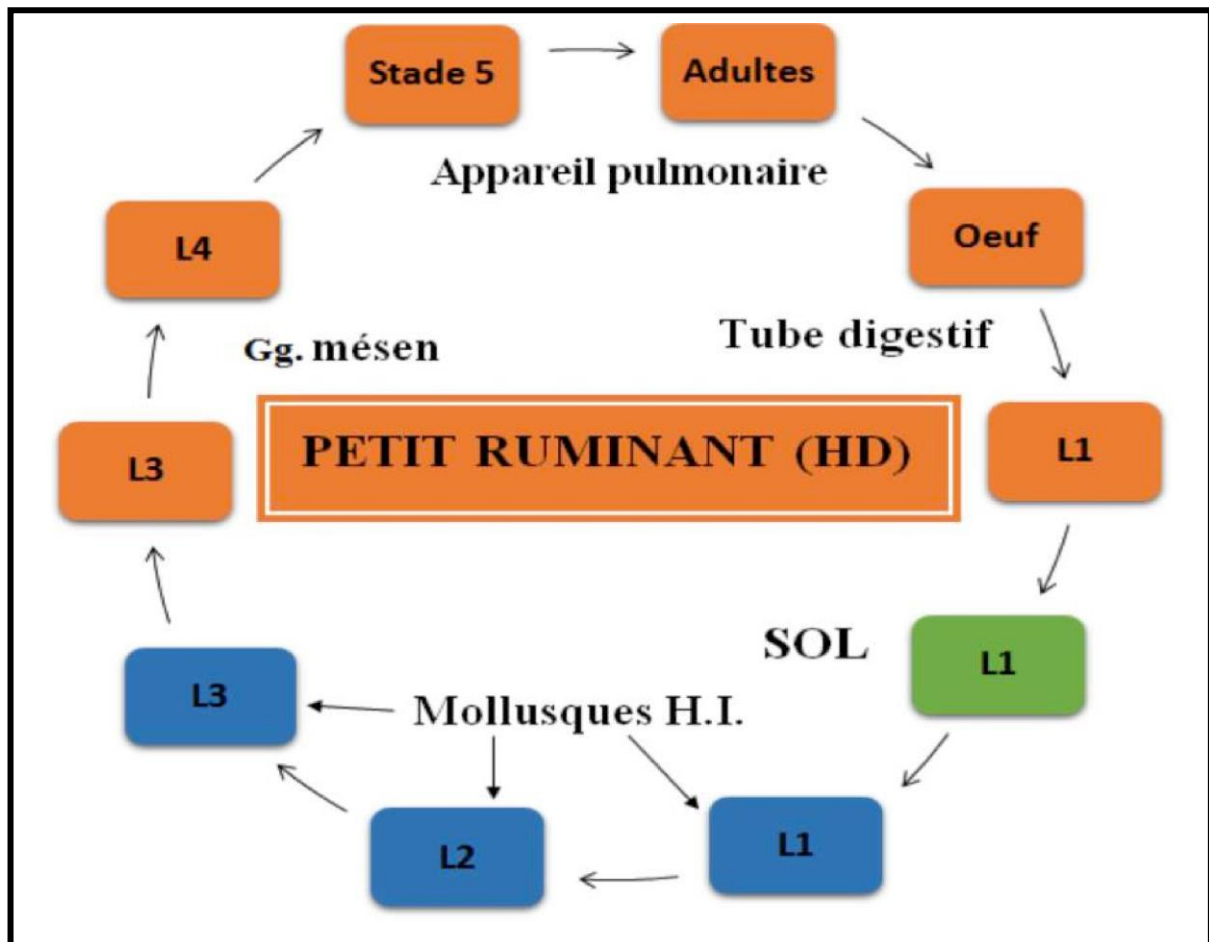 Stade 5
Adultes
Appareil pulmonaire
L4
Oeuf
Gg. mésen
Tube digestif
PETIT RUMINANT (HD)
L3
L1
SOL
L1
L3
Mollusques H.I.
L2
L1